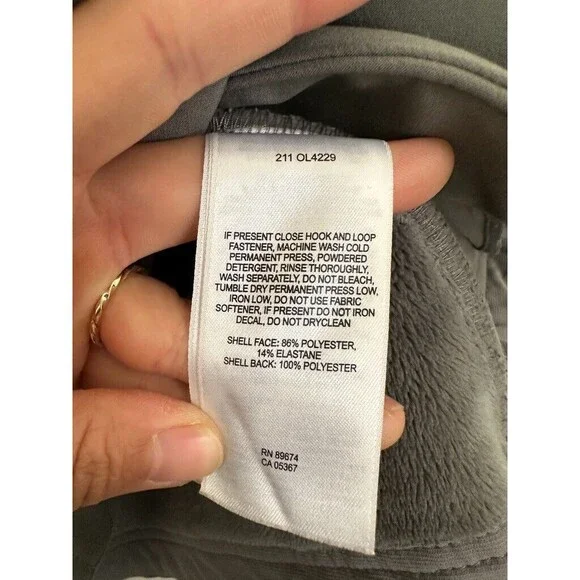 211 OL4229
IF PRESENT CLOSE HOOK AND LOOP
FASTENER, MACHINE WASH COLD
PERMANENT PRESS, POWDERED
DETERGENT, RINSE THOROUGHLY,
WASH SEPARATELY, DO NOT BLEACH,
TUMBLE DRY PERMANENT PRESS LOW,
IRON LOW, DO NOT USE FABRIC
SOFTENER, IF PRESENT DO NOT IRON
DECAL, DO NOT DRYCLEAN
SHELL FACE: 86% POLYESTER,
14% ELASTANE
SHELL BACK: 100% POLYESTER
RN 89674
CA 05367